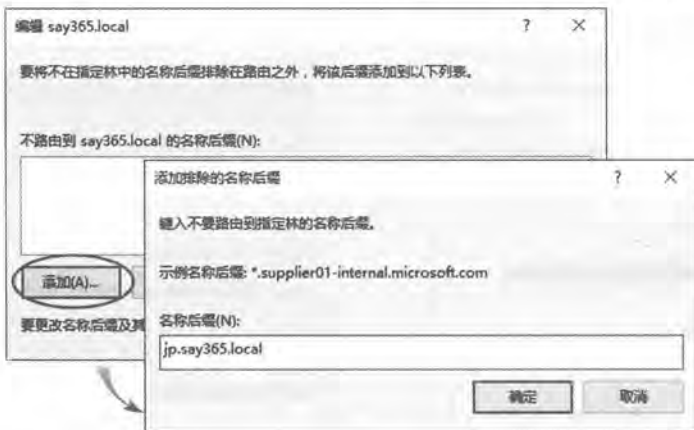 编辑 say365.local
要将不在指定林中的名称后缀排除在路由之外，将该后缀添加到以下列表。
不路由到 say365.local 的名称后缀(N):
添加(A)...
要更改名称后缀及其
添加排除的名称后缀
键入不要路由到指定林的名称后缀。
示例名称后缀: *.supplier01-internal.microsoft.com
名称后缀(N):
jp.say365.local
确定
取消